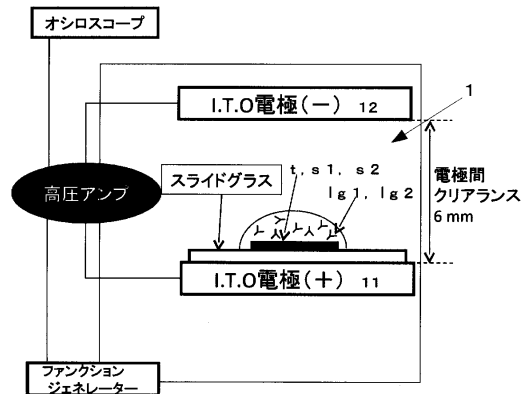 オシロスコープ
I.T.O電極(－) 12
1
高圧アンプ
スライドグラス
t, s1, s2
lg1, lg2
電極間
クリアランス
6 mm
I.T.O電極(＋) 11
ファンクション
ジェネレーター